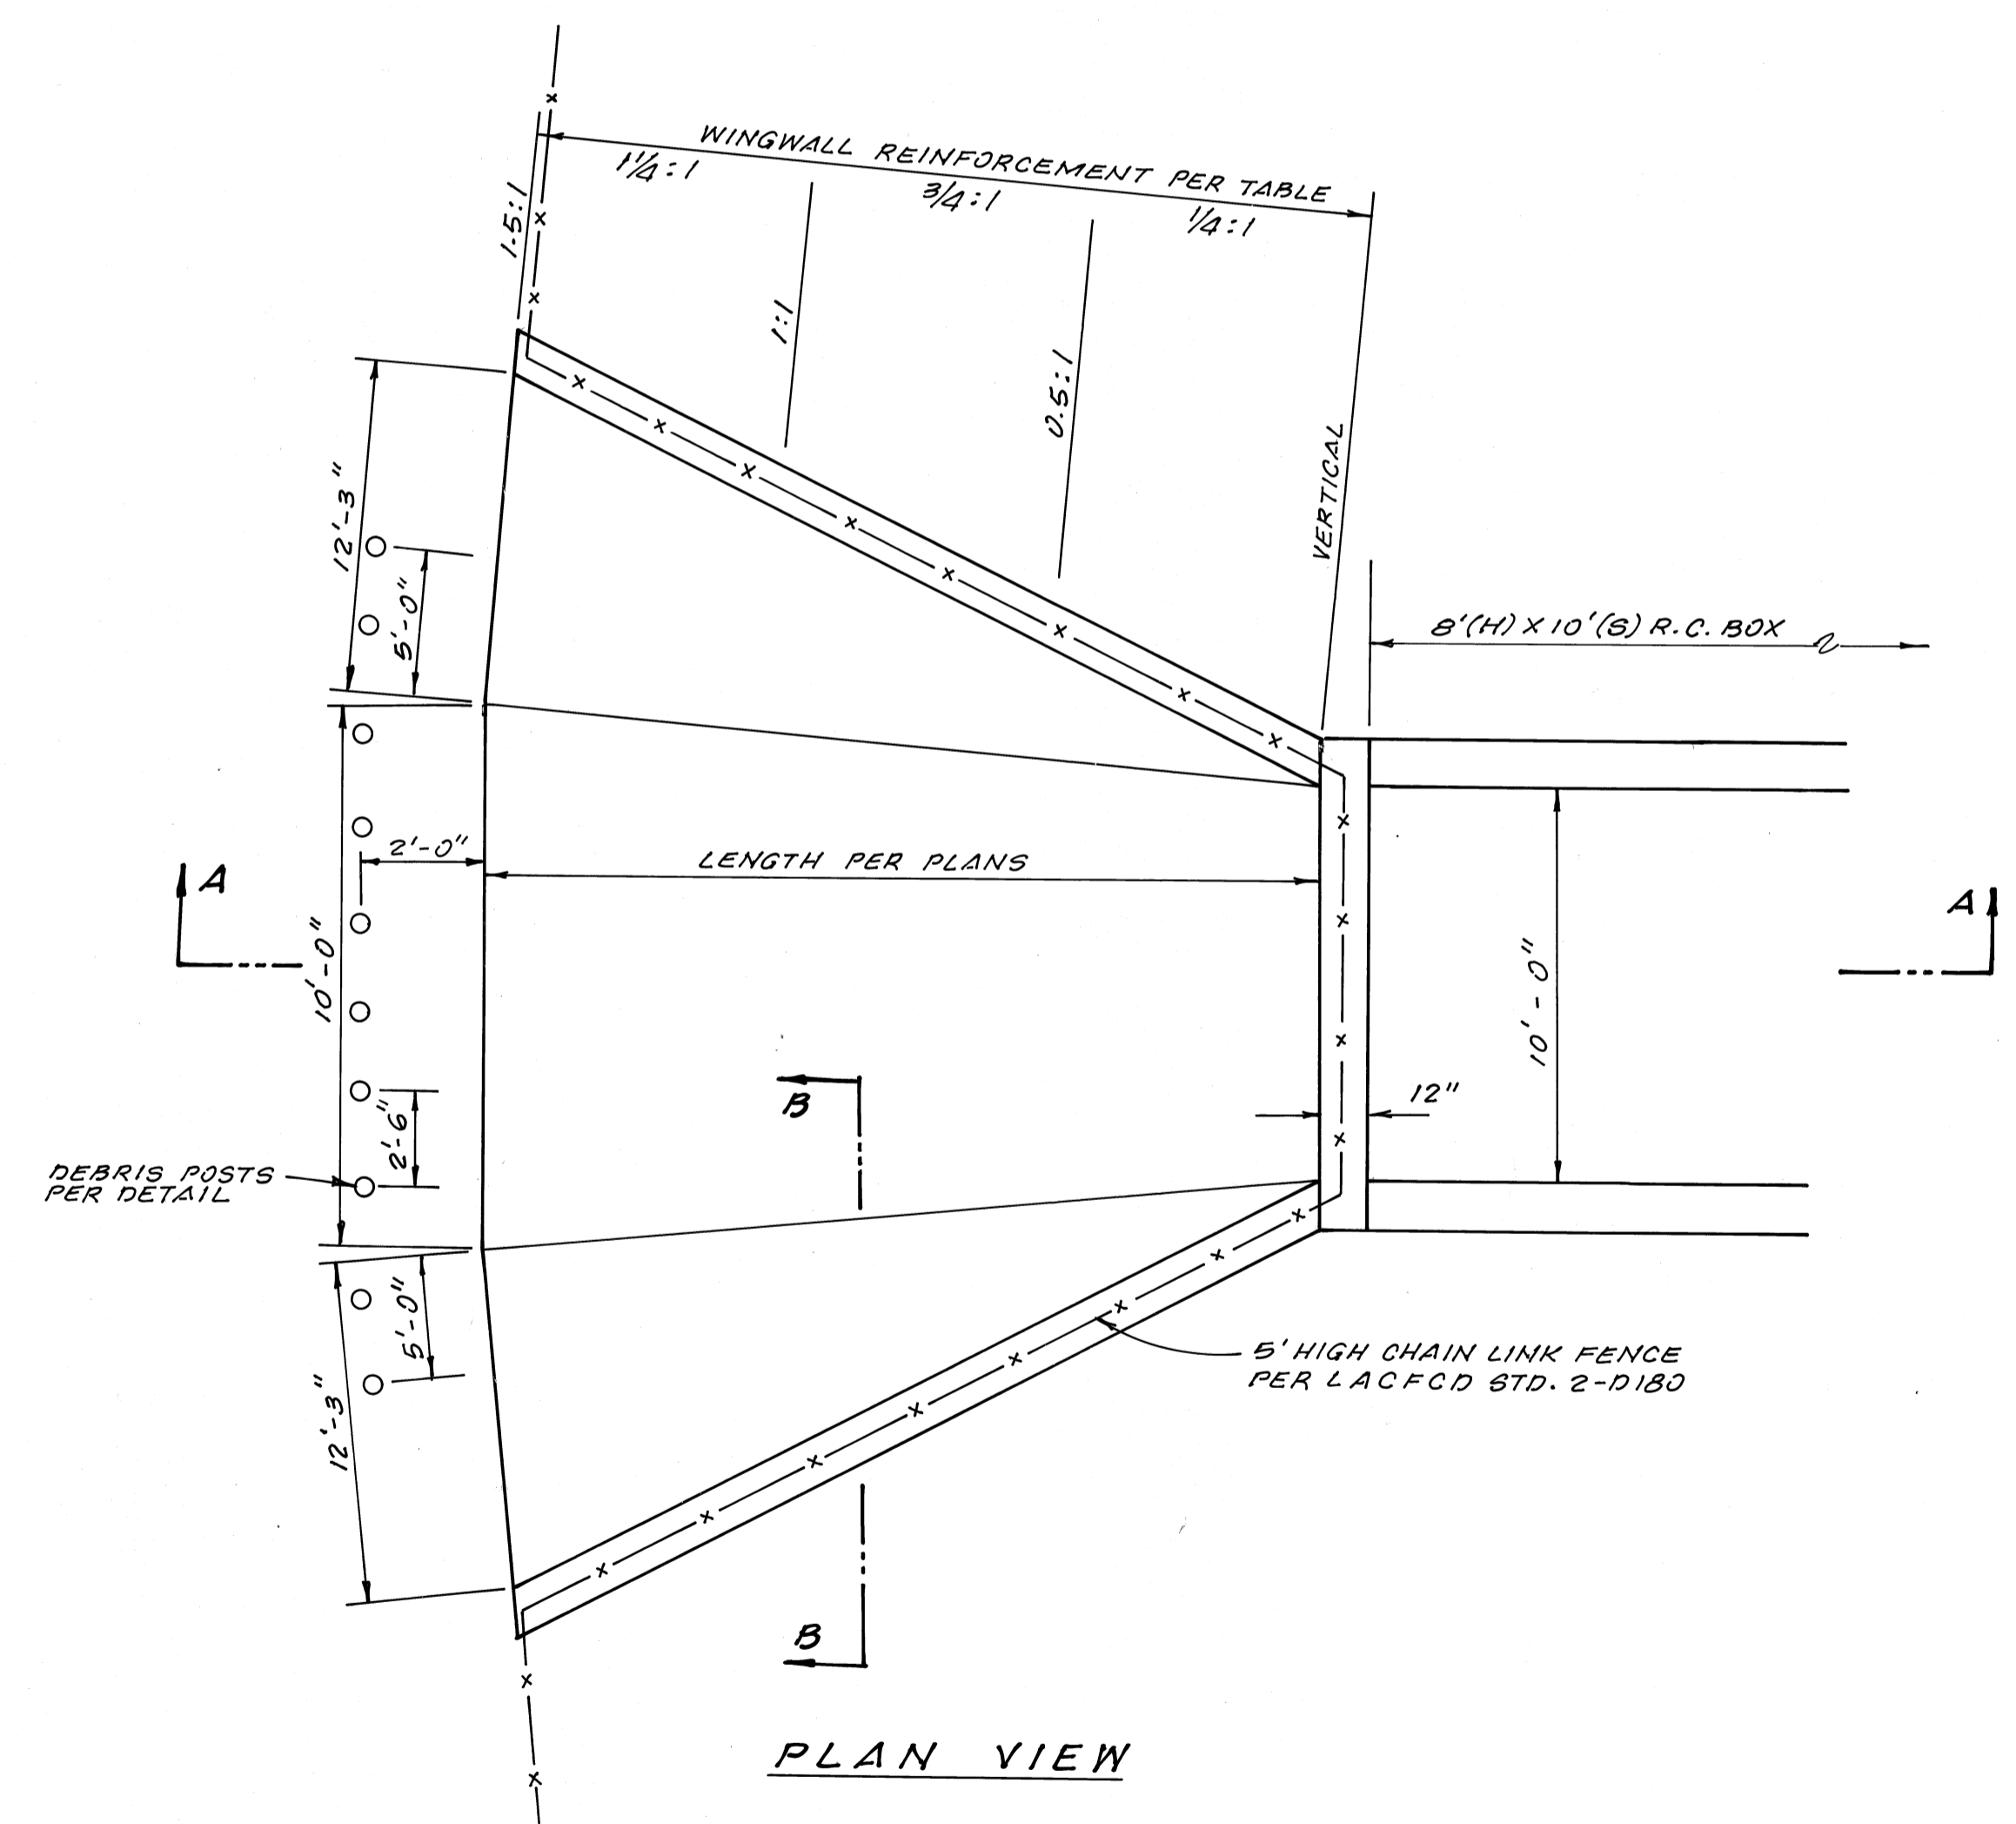 WINGWALL REINFORCEMENT PER TABLE
1 1/4:1
3/4:1
1/4:1
1.5:1
1:1
0.5:1
VERTICAL
12'-3"
5'-0"
8'(H) X 10'(S) R.C. BOX
2'-0"
LENGTH PER PLANS
A
A
10'-0"
10'-0"
B
12"
2'-6"
DEBRIS POSTS
PER DETAIL
5'-0"
12'-3"
5' HIGH CHAIN LINK FENCE
PER LACFCD STD. 2-D180
B
PLAN VIEW